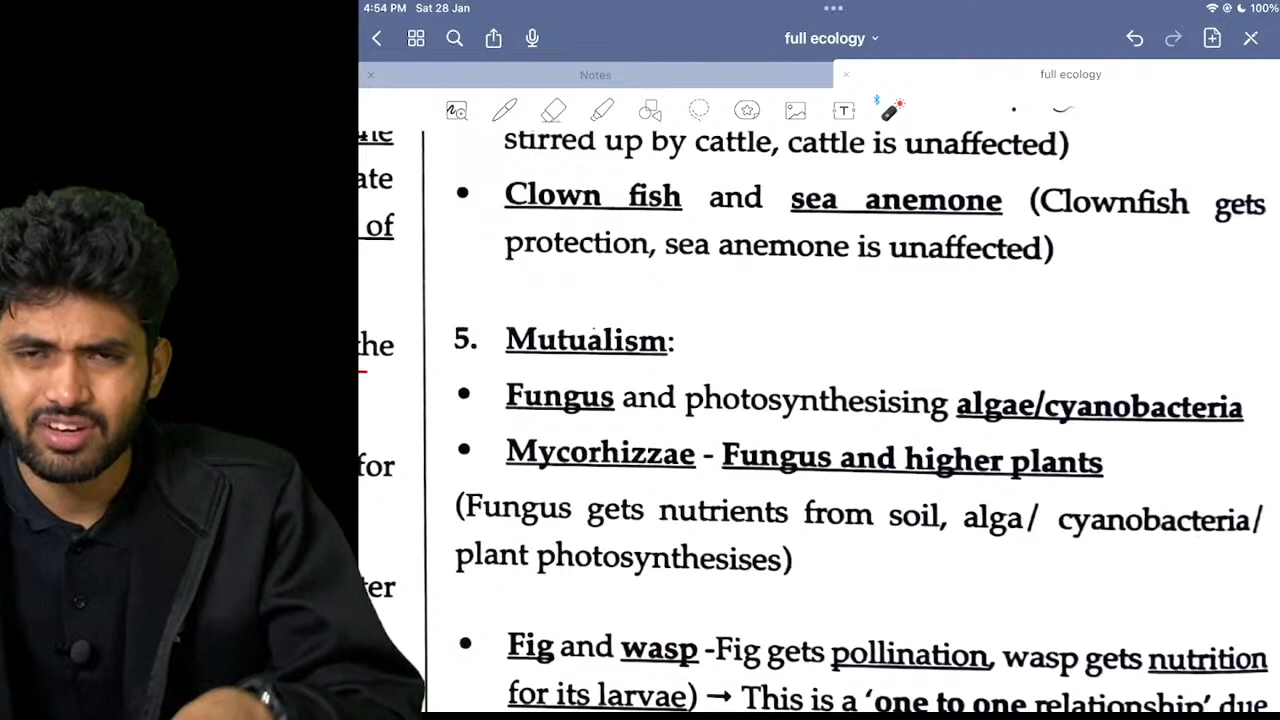 4:54 PM Sat 28 Jan
100%
full ecology
Notes
full ecology
T
stirred up by cattle, cattle is unaffected)
ate
• Clown fish and sea anemone (Clownfish gets
of
protection, sea anemone is unaffected)
5. Mutualism:
the
• Fungus and photosynthesising algae/cyanobacteria
• Mycorhizzae - Fungus and higher plants
for
(Fungus gets nutrients from soil, alga/ cyanobacteria/
plant photosynthesises)
ter
• Fig and wasp -Fig gets pollination, wasp gets nutrition
for its larvae) → This is a ‘one to one relationship’ due